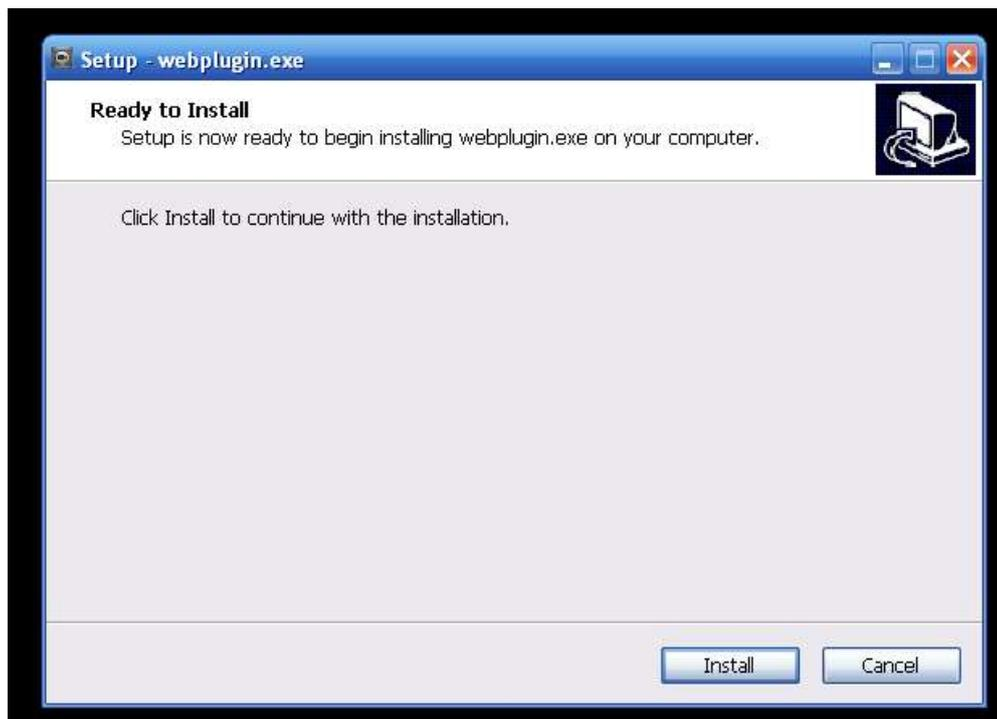 Setup - webplugin.exe
Ready to Install
Setup is now ready to begin installing webplugin.exe on your computer.
Click Install to continue with the installation.
Install
Cancel